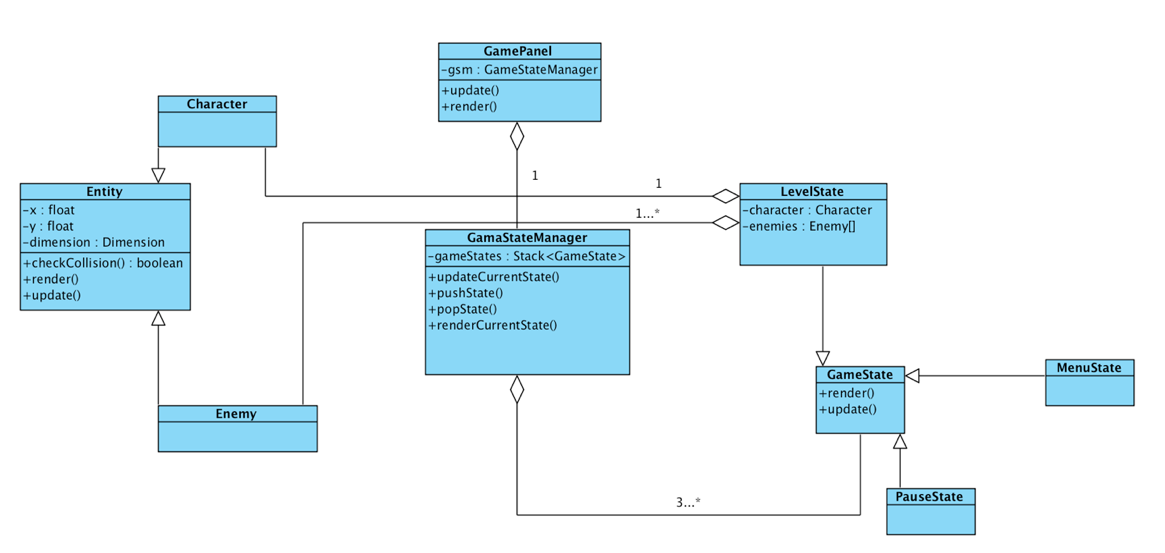 GamePanel
-gsm : GameStateManager
+update()
+render()
Character
1
1
Entity
-x : float
-y : float
-dimension : Dimension
+checkCollision() : boolean
+render()
+update()
LevelState
-character : Character
-enemies : Enemy[]
1...*
GamaStateManager
-gameStates : Stack<GameState>
+updateCurrentState()
+pushState()
+popState()
+renderCurrentState()
GameState
+render()
+update()
MenuState
Enemy
PauseState
3...*